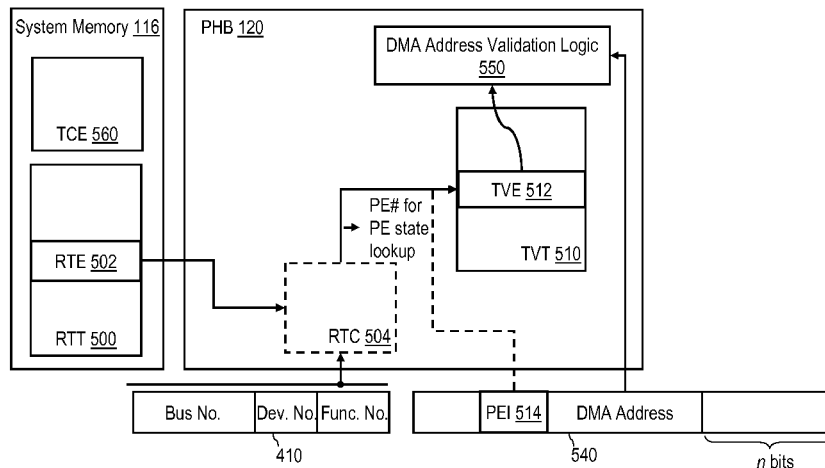 System Memory 116
PHB 120
DMA Address Validation Logic
550
TCE 560
TVE 512
PE# for
PE state
lookup
RTE 502
TVT 510
RTC 504
RTT 500
Bus No.
Dev. No.
Func. No.
PEI 514
DMA Address
410
540
n bits